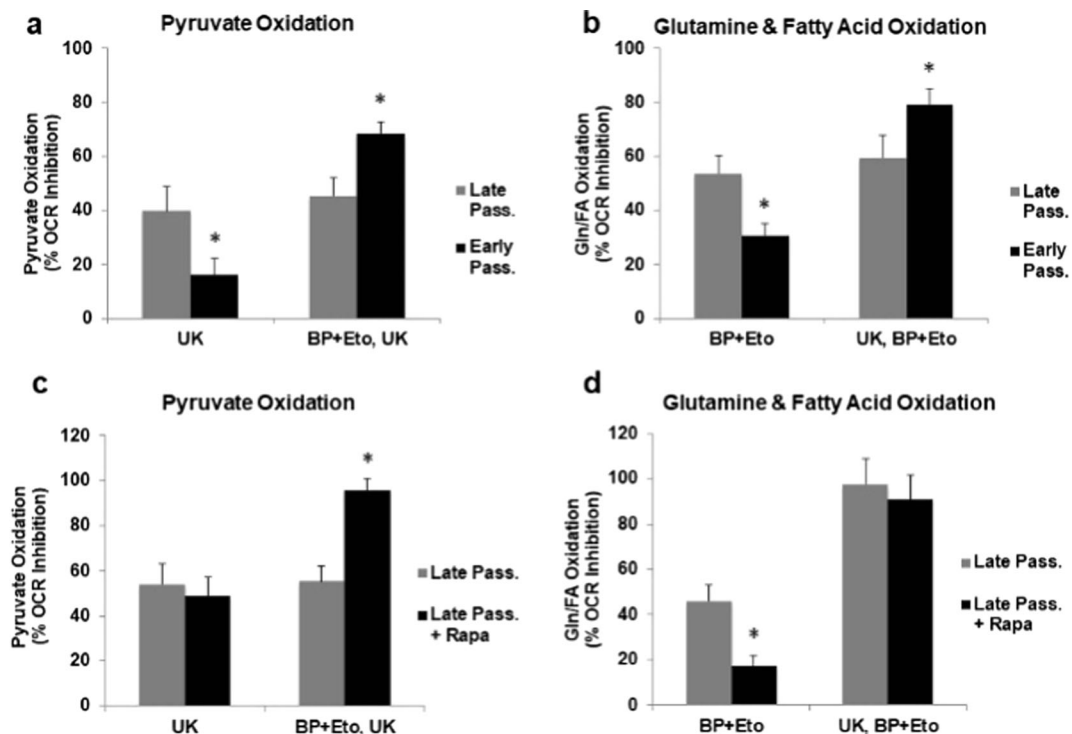 a
Pyruvate Oxidation
100
80
60
40
20
0
Pyruvate Oxidation
(% OCR Inhibition)
*
*
UK
BP+Eto, UK
Late
Pass.
Early
Pass.
b
Glutamine & Fatty Acid Oxidation
100
80
60
40
20
0
Gln/FA Oxidation
(% OCR Inhibition)
*
*
BP+Eto
UK, BP+Eto
Late
Pass.
Early
Pass.
c
Pyruvate Oxidation
120
100
80
60
40
20
0
Pyruvate Oxidation
(% OCR Inhibition)
*
UK
BP+Eto, UK
Late Pass.
Late Pass.
+ Rapa
d
Glutamine & Fatty Acid Oxidation
120
100
80
60
40
20
0
Gln/FA Oxidation
(% OCR Inhibition)
*
BP+Eto
UK, BP+Eto
Late Pass.
Late Pass.
+ Rapa